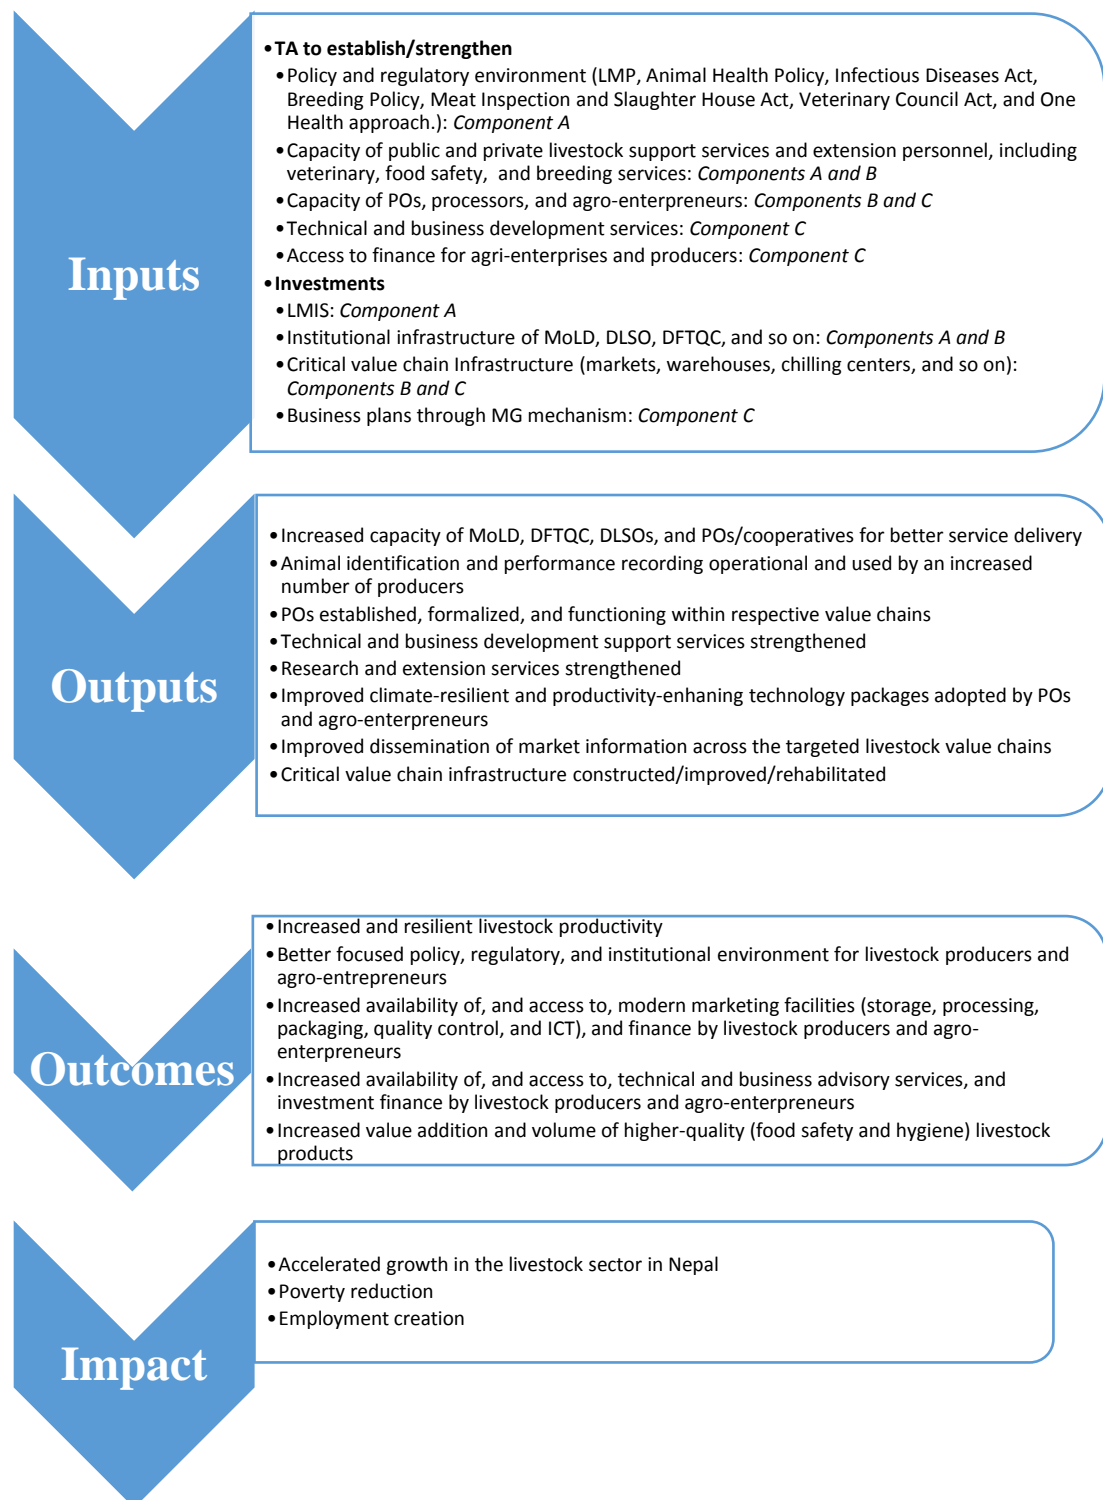 Inputs
•TA to establish/strengthen
•Policy and regulatory environment (LMP, Animal Health Policy, Infectious Diseases Act,
Breeding Policy, Meat Inspection and Slaughter House Act, Veterinary Council Act, and One
Health approach.): Component A
•Capacity of public and private livestock support services and extension personnel, including
veterinary, food safety,  and breeding services: Components A and B
•Capacity of POs, processors, and agro-enterpreneurs: Components B and C
•Technical and business development services: Component C
•Access to finance for agri-enterprises and producers: Component C
•Investments
•LMIS: Component A
•Institutional infrastructure of MoLD, DLSO, DFTQC, and so on: Components A and B
•Critical value chain Infrastructure (markets, warehouses, chilling centers, and so on):
Components B and C
•Business plans through MG mechanism: Component C
Outputs
•Increased capacity of MoLD, DFTQC, DLSOs, and POs/cooperatives for better service delivery
•Animal identification and performance recording operational and used by an increased
number of producers
•POs established, formalized, and functioning within respective value chains
•Technical and business development support services strengthened
•Research and extension services strengthened
•Improved climate-resilient and productivity-enhaning technology packages adopted by POs
and agro-enterpreneurs
•Improved dissemination of market information across the targeted livestock value chains
•Critical value chain infrastructure constructed/improved/rehabilitated
Outcomes
•Increased and resilient livestock productivity
•Better focused policy, regulatory, and institutional environment for livestock producers and
agro-entrepreneurs
•Increased availability of, and access to, modern marketing facilities (storage, processing,
packaging, quality control, and ICT), and finance by livestock producers and agro-
enterpreneurs
•Increased availability of, and access to, technical and business advisory services, and
investment finance by livestock producers and agro-enterpreneurs
•Increased value addition and volume of higher-quality (food safety and hygiene) livestock
products
Impact
•Accelerated growth in the livestock sector in Nepal
•Poverty reduction
•Employment creation